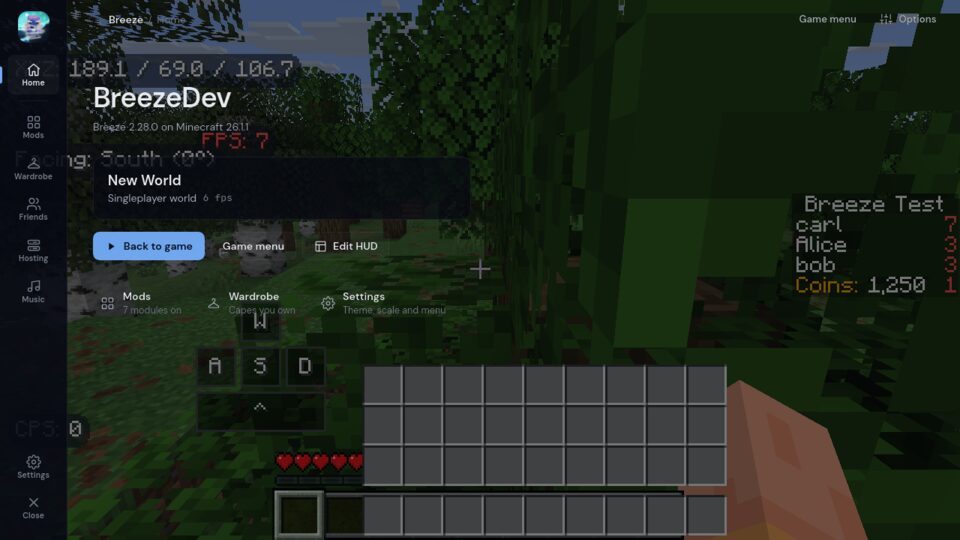 Breeze / Home
Game menu
Options
XYZ: 189.1 / 69.0 / 106.7
Home
BreezeDev
Breeze 2.28.0 on Minecraft 26.1.1
FPS: 7
Mods
Facing: South (0°)
Wardrobe
New World
Singleplayer world 6 fps
Friends
Breeze Test
carl 7
Alice 3
bob 3
Coins: 1,250 1
Back to game
Game menu
Edit HUD
Hosting
Music
Mods
7 modules on
Wardrobe
Capes you own
Settings
Theme, scale and menu
W
A S D
^
CPS: 0
Settings
Close